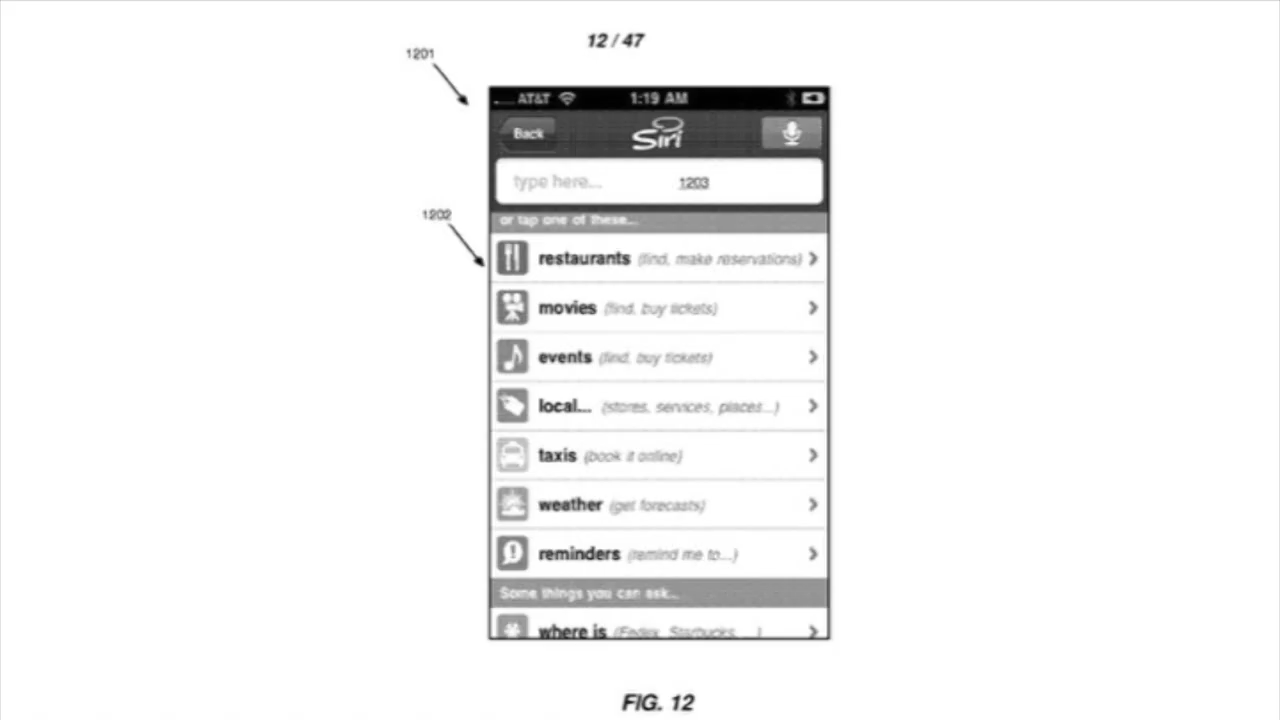 12 / 47
1201
AT&T 1:19 AM
Back Siri
type here... 1203
1202
or tap one of these...
restaurants (find, make reservations)
movies (find, buy tickets)
events (find, buy tickets)
local... (stores, services, places...)
taxis (book it online)
weather (get forecasts)
reminders (remind me to...)
Some things you can ask...
where is (Fedex, Starbucks, ...)
FIG. 12